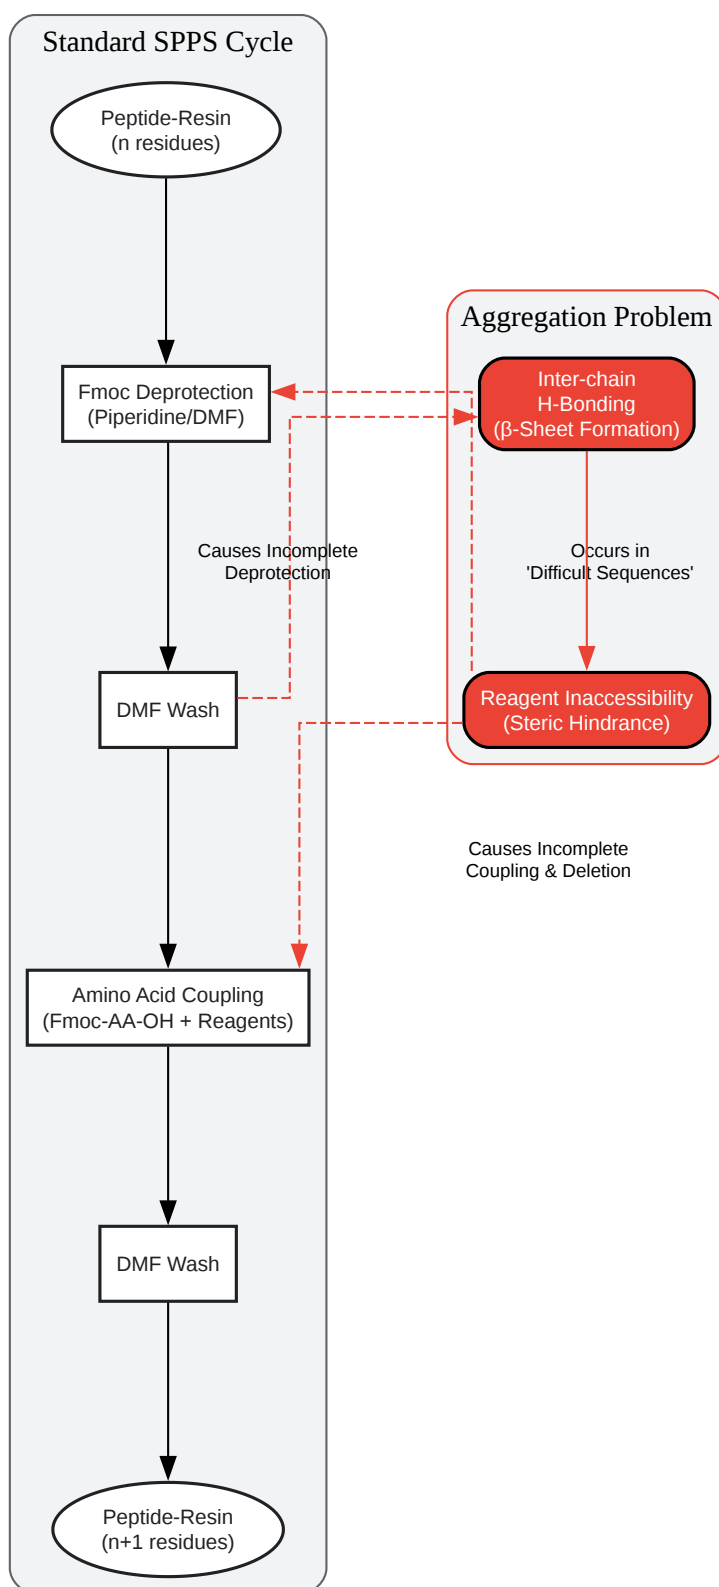 Standard SPPS Cycle
Peptide-Resin
(n residues)
Aggregation Problem
Inter-chain
H-Bonding
(β-Sheet Formation)
Fmoc Deprotection
(Piperidine/DMF)
Causes Incomplete
Deprotection
Occurs in
'Difficult Sequences'
DMF Wash
Reagent Inaccessibility
(Steric Hindrance)
Causes Incomplete
Coupling & Deletion
Amino Acid Coupling
(Fmoc-AA-OH + Reagents)
DMF Wash
Peptide-Resin
(n+1 residues)